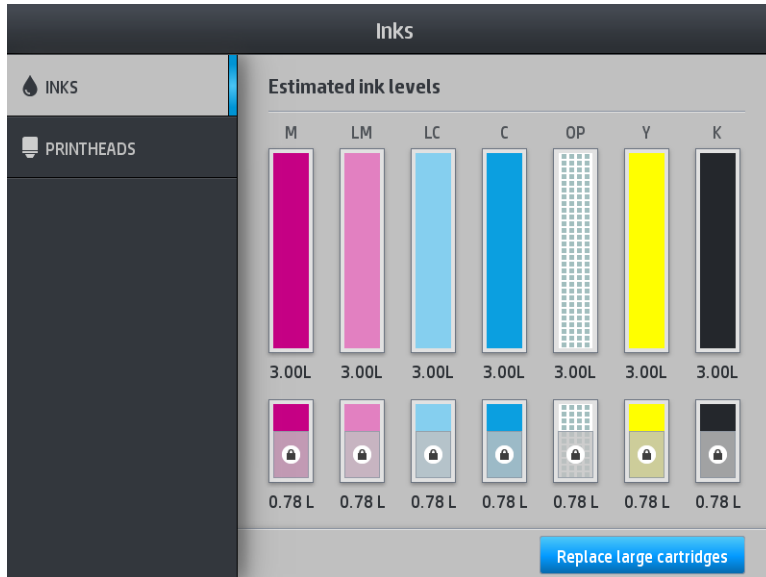 Inks
INKS
PRINTHEADS
Estimated ink levels
M LM LC C OP Y K
3.00L 3.00L 3.00L 3.00L 3.00L 3.00L 3.00L
0.78 L 0.78 L 0.78 L 0.78 L 0.78 L 0.78 L 0.78 L
Replace large cartridges